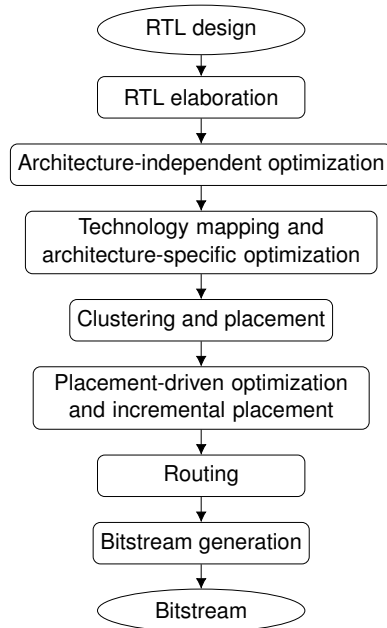 RTL design
RTL elaboration
Architecture-independent optimization
Technology mapping and
architecture-specific optimization
Clustering and placement
Placement-driven optimization
and incremental placement
Routing
Bitstream generation
Bitstream